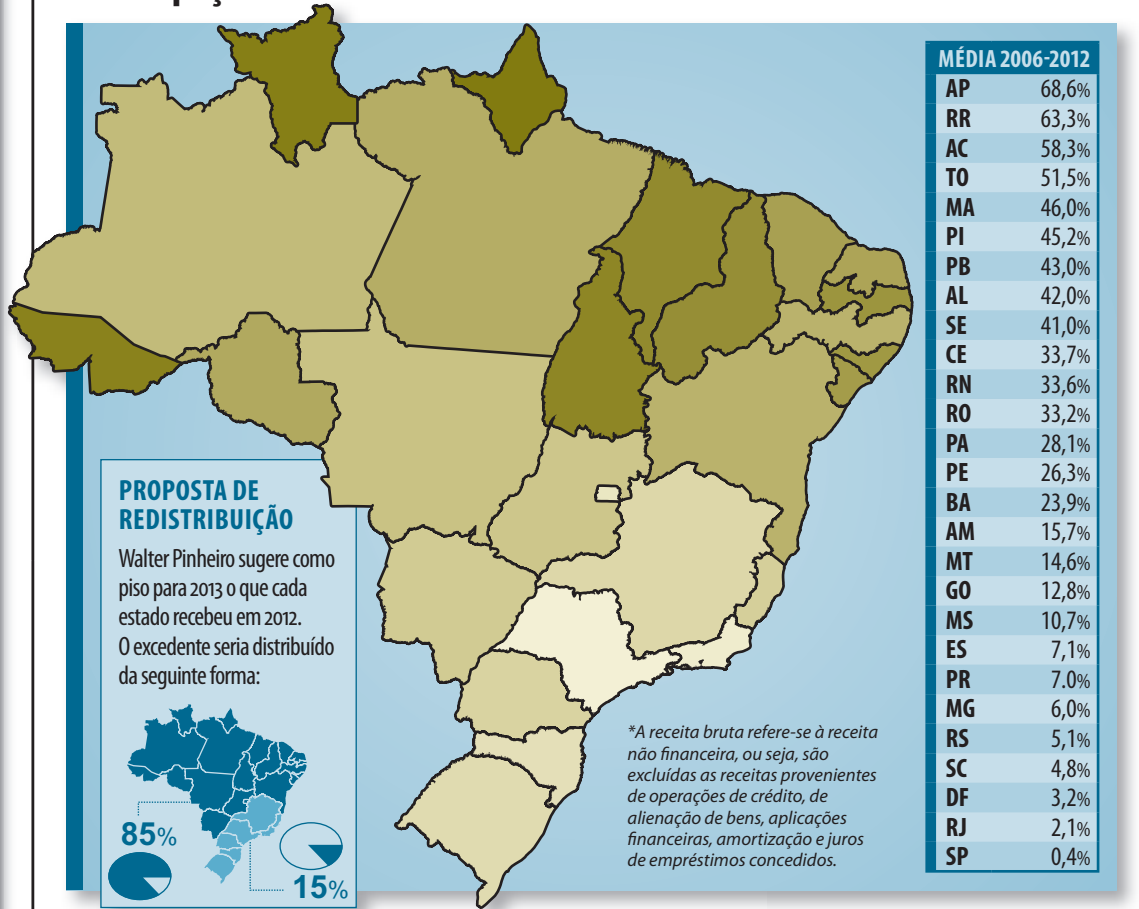 MÉDIA 2006-2012
AP 68,6%
RR 63,3%
AC 58,3%
TO 51,5%
MA 46,0%
PI 45,2%
PB 43,0%
AL 42,0%
SE 41,0%
CE 33,7%
RN 33,6%
RO 33,2%
PA 28,1%
PE 26,3%
BA 23,9%
AM 15,7%
MT 14,6%
GO 12,8%
MS 10,7%
ES 7,1%
PR 7.0%
MG 6,0%
RS 5,1%
SC 4,8%
DF 3,2%
RJ 2,1%
SP 0,4%
PROPOSTA DE
REDISTRIBUIÇÃO
Walter Pinheiro sugere como
piso para 2013 o que cada
estado recebeu em 2012.
O excedente seria distribuído
da seguinte forma:
85%
15%
*A receita bruta refere-se à receita
não financeira, ou seja, são
excluídas as receitas provenientes
de operações de crédito, de
alienação de bens, aplicações
financeiras, amortização e juros
de empréstimos concedidos.